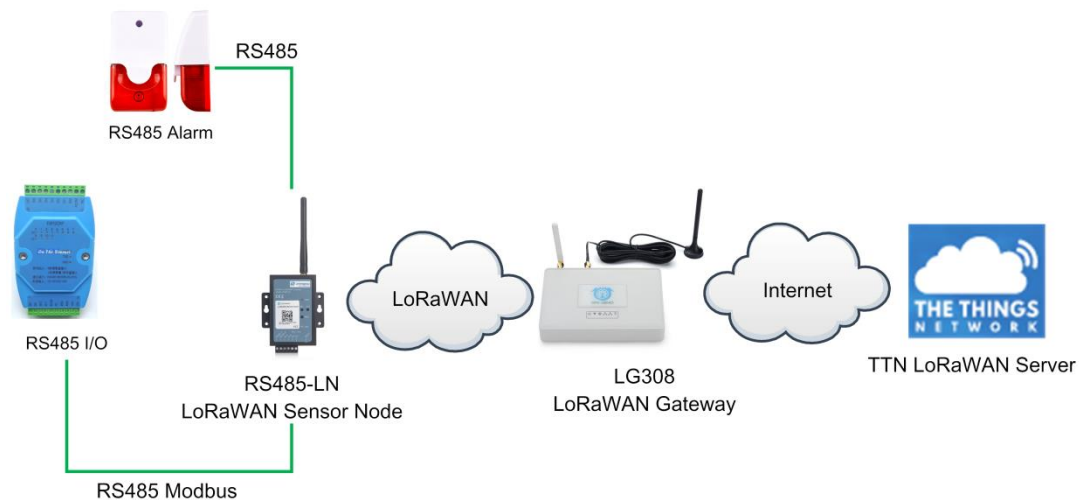 RS485
RS485 Alarm
RS485 I/O
RS485-LN
LoRaWAN Sensor Node
RS485 Modbus
LoRaWAN
LG308
LoRaWAN Gateway
Internet
THE THINGS
NETWORK
TTN LoRaWAN Server